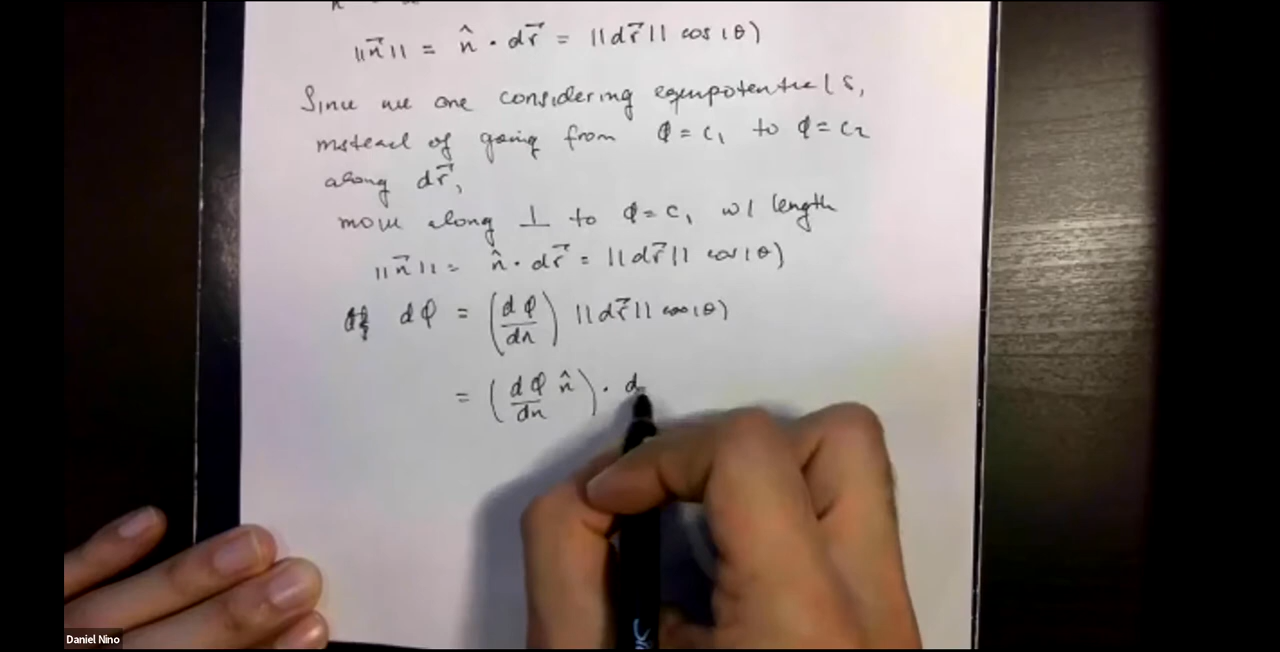 ||n⃗|| = n̂ · dr⃗ = ||dr⃗|| cos(θ)
Since we are considering equipotentials,
instead of going from φ = c₁ to φ = c₂
along dr⃗,
move along ⊥ to φ = c₁ w/ length
||n⃗|| = n̂ · dr⃗ = ||dr⃗|| cos(θ)
dφ = (dφ/dn) ||dr⃗|| cos(θ)
= (dφ/dn n̂) · d
Daniel Nino